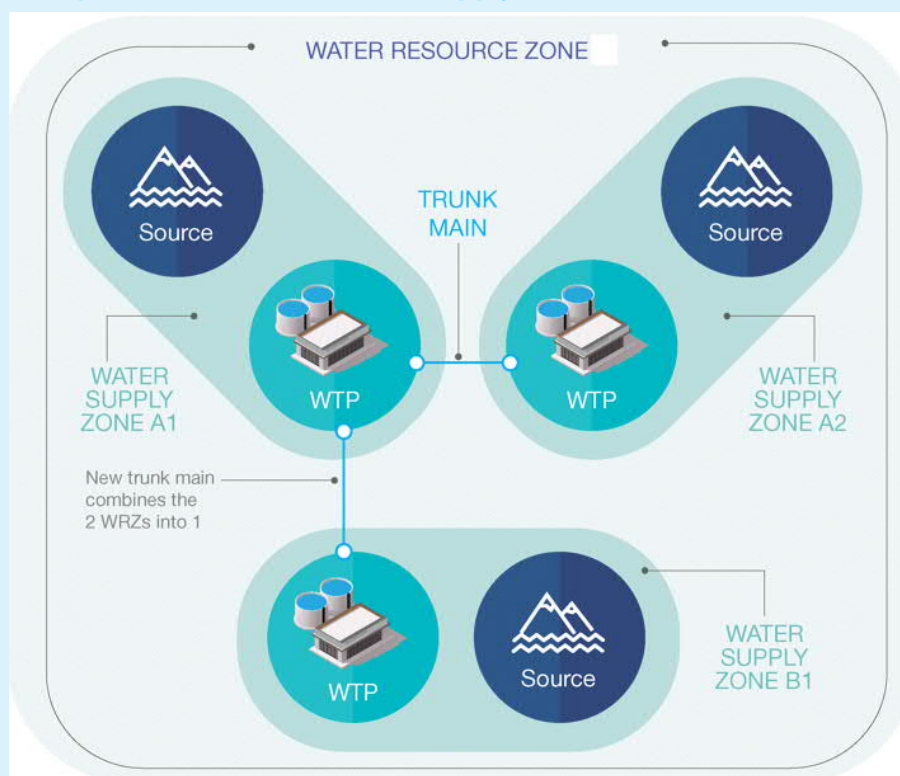 WATER RESOURCE ZONE
Source
Source
TRUNK
MAIN
WTP
WTP
WATER
SUPPLY
ZONE A1
WATER
SUPPLY
ZONE A2
New trunk main
combines the
2 WRZs into 1
WTP
Source
WATER
SUPPLY
ZONE B1